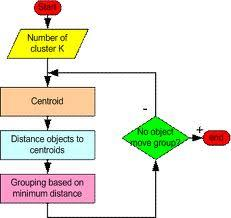 Start
Number of
cluster K
Centroid
Distance objects to
centroids
Grouping based on
minimum distance
-
No object
move group?
+
end